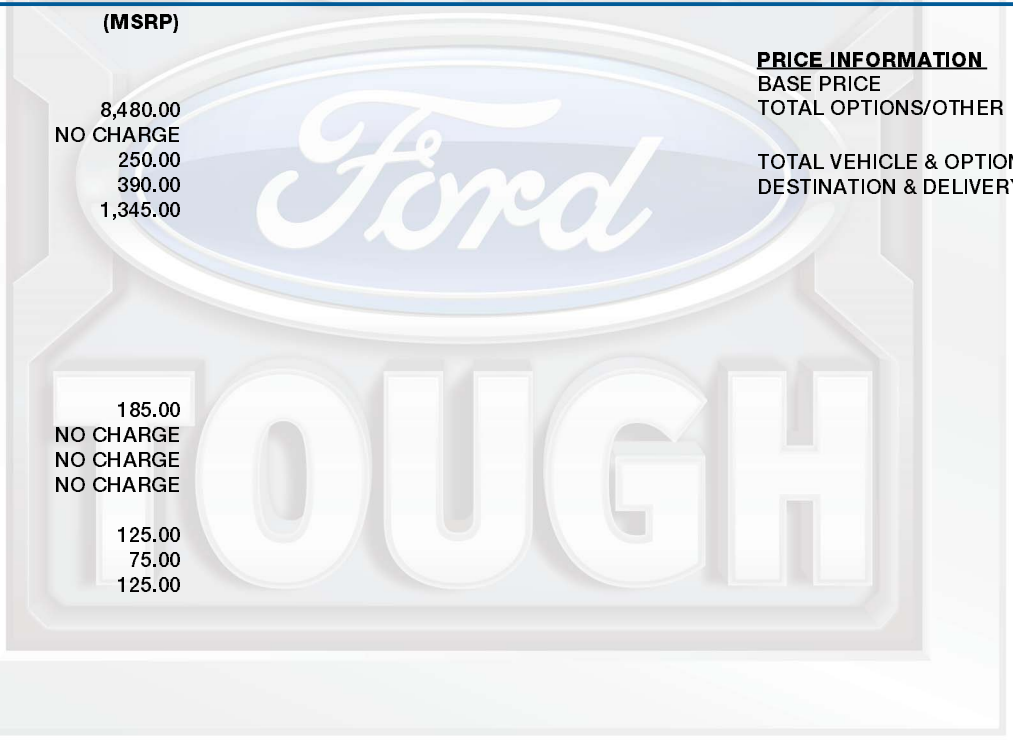 (MSRP)
8,480.00
NO CHARGE
250.00
390.00
1,345.00
185.00
NO CHARGE
NO CHARGE
NO CHARGE
125.00
75.00
125.00
PRICE INFORMATION
BASE PRICE
TOTAL OPTIONS/OTHER
TOTAL VEHICLE & OPTION
DESTINATION & DELIVERY
Ford
TOUGH